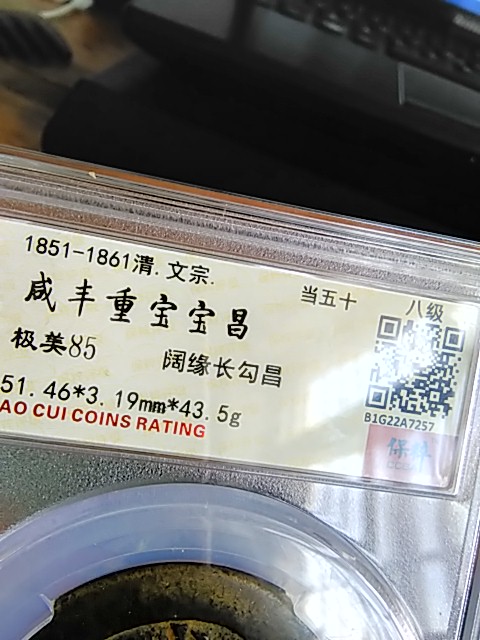 1851-1861清.文宗.
咸丰重宝宝昌
当五十
八级
极美85
阔缘长勾昌
51.46*3.19mm*43.5g
AO CUI COINS RATING
B1G22A7257